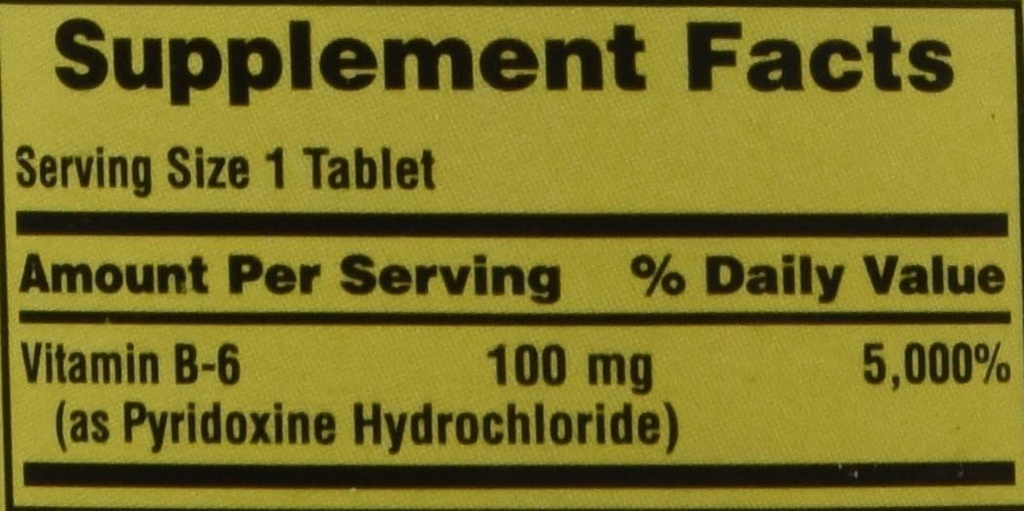 Supplement Facts
Serving Size 1 Tablet
Amount Per Serving % Daily Value
Vitamin B-6 100 mg 5,000%
(as Pyridoxine Hydrochloride)